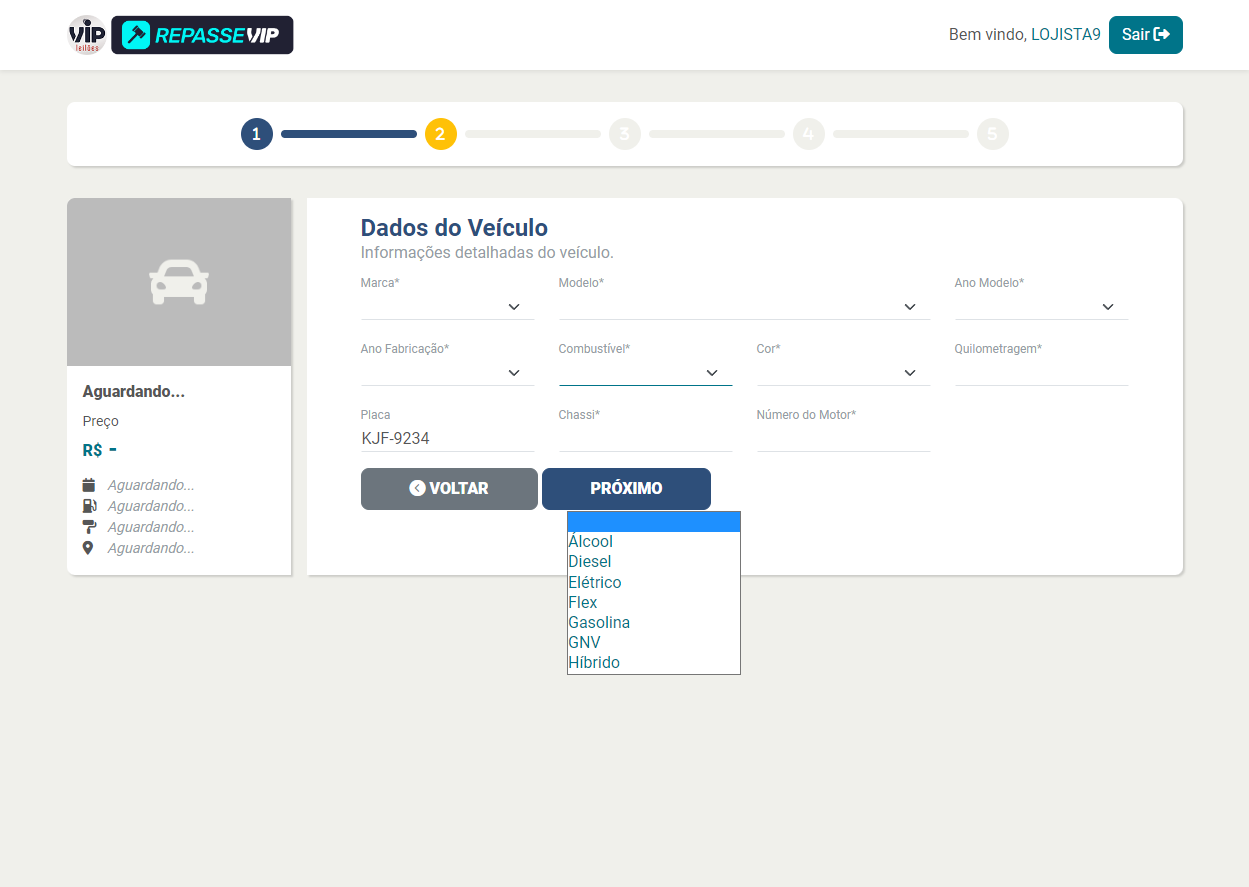 VIP
leilões
REPASSEVIP
Bem vindo, LOJISTA9
Sair
1
2
3
4
5
Aguardando...
Preço
R$ -
Aguardando...
Aguardando...
Aguardando...
Aguardando...
Dados do Veículo
Informações detalhadas do veículo.
Marca*
Modelo*
Ano Modelo*
Ano Fabricação*
Combustível*
Cor*
Quilometragem*
Placa
Chassi*
Número do Motor*
KJF-9234
VOLTAR
PRÓXIMO
Álcool
Diesel
Elétrico
Flex
Gasolina
GNV
Híbrido